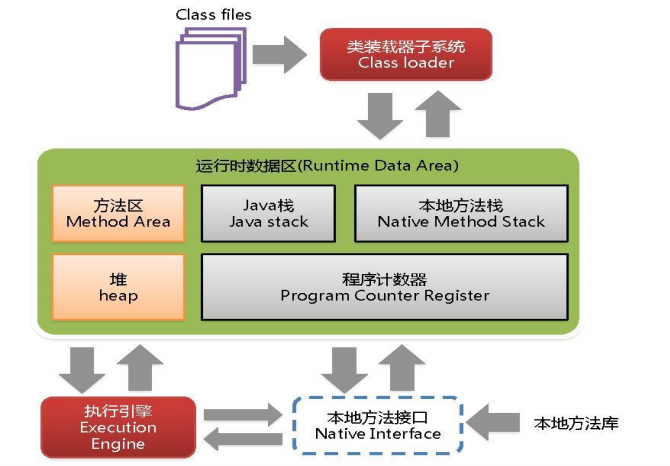 Class files
类装载器子系统
Class loader
运行时数据区(Runtime Data Area)
方法区
Method Area
Java栈
Java stack
本地方法栈
Native Method Stack
堆
heap
程序计数器
Program Counter Register
执行引擎
Execution
Engine
本地方法接口
Native Interface
本地方法库